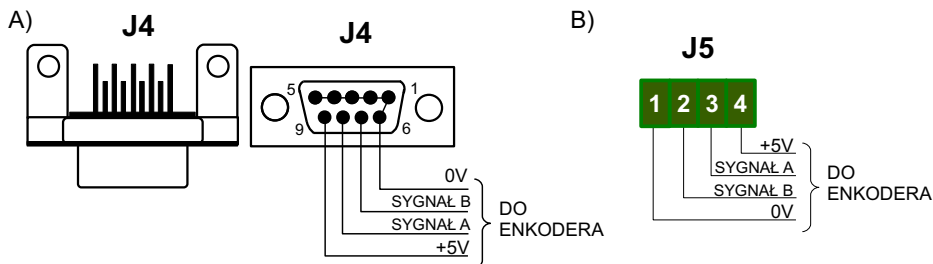 A)
J4
J4
5
1
9
6
0V
SYGNAŁ B
SYGNAŁ A
+5V
DO
ENKODERA
B)
J5
1 2 3 4
+5V
SYGNAŁ A
SYGNAŁ B
0V
DO
ENKODERA